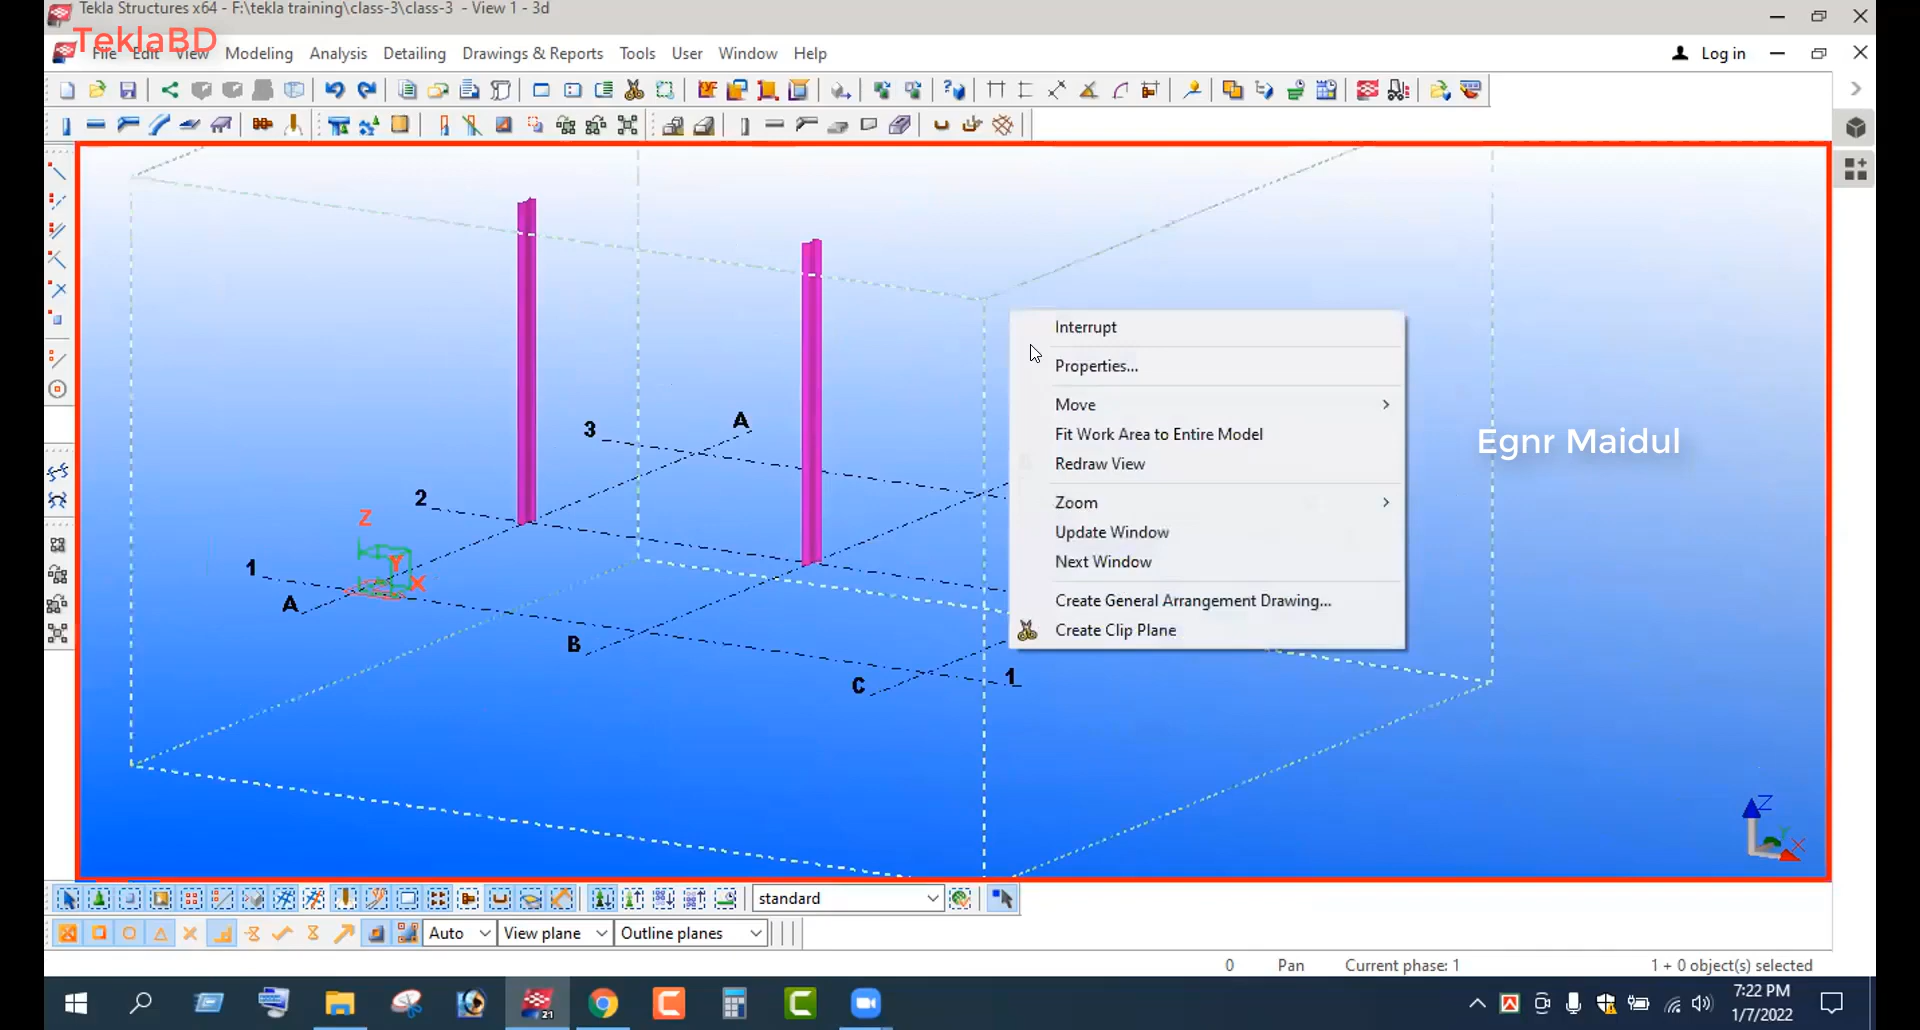 Tekla Structures x64 - F:\tekla training\class-3\class-3 - View 1 - 3d
TeklaBD
File Edit View Modeling Analysis Detailing Drawings & Reports Tools User Window Help
Log in
Interrupt
Properties...
Move
Fit Work Area to Entire Model
Redraw View
Zoom
Update Window
Next Window
Create General Arrangement Drawing...
Create Clip Plane
Egnr Maidul
3
A
2
Z
Y
X
1
A
B
C
1
Z
Y
X
standard
Auto
View plane
Outline planes
0
Pan
Current phase: 1
1 + 0 object(s) selected
21
7:22 PM
1/7/2022